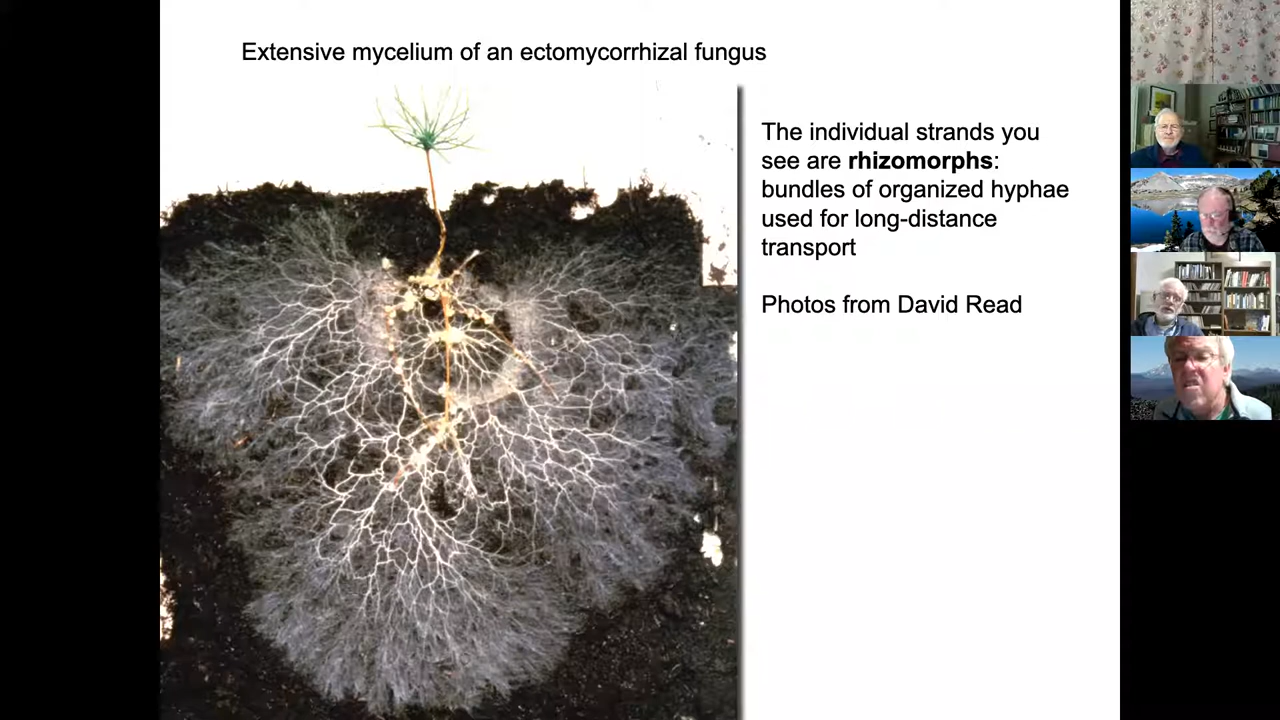 Extensive mycelium of an ectomycorrhizal fungus
The individual strands you
see are rhizomorphs:
bundles of organized hyphae
used for long-distance
transport
Photos from David Read